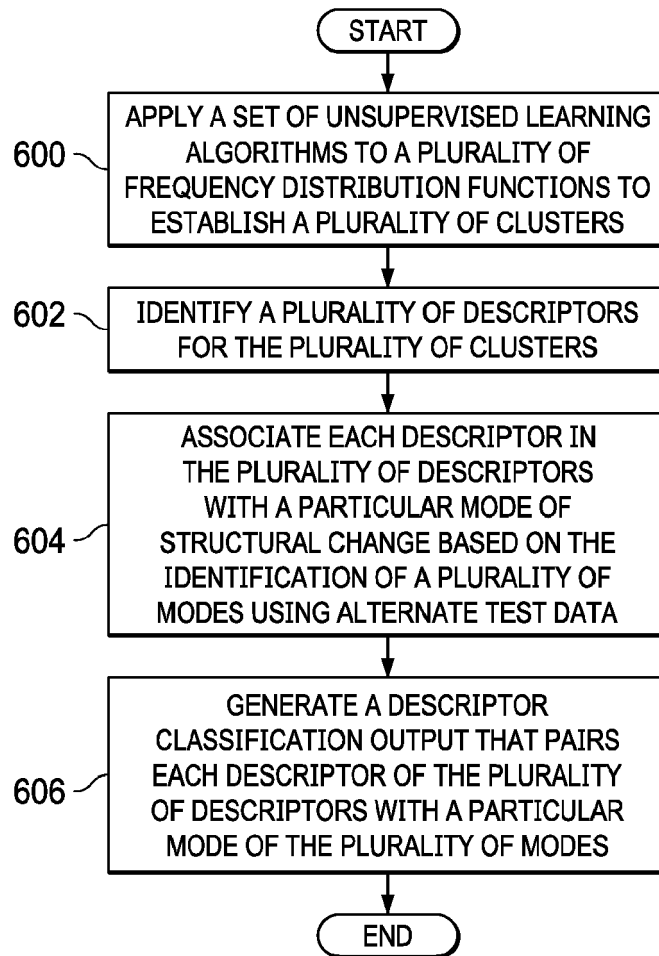 START
600
APPLY A SET OF UNSUPERVISED LEARNING
ALGORITHMS TO A PLURALITY OF
FREQUENCY DISTRIBUTION FUNCTIONS TO
ESTABLISH A PLURALITY OF CLUSTERS
602
IDENTIFY A PLURALITY OF DESCRIPTORS
FOR THE PLURALITY OF CLUSTERS
604
ASSOCIATE EACH DESCRIPTOR IN
THE PLURALITY OF DESCRIPTORS
WITH A PARTICULAR MODE OF
STRUCTURAL CHANGE BASED ON THE
IDENTIFICATION OF A PLURALITY OF
MODES USING ALTERNATE TEST DATA
606
GENERATE A DESCRIPTOR
CLASSIFICATION OUTPUT THAT PAIRS
EACH DESCRIPTOR OF THE PLURALITY
OF DESCRIPTORS WITH A PARTICULAR
MODE OF THE PLURALITY OF MODES
END